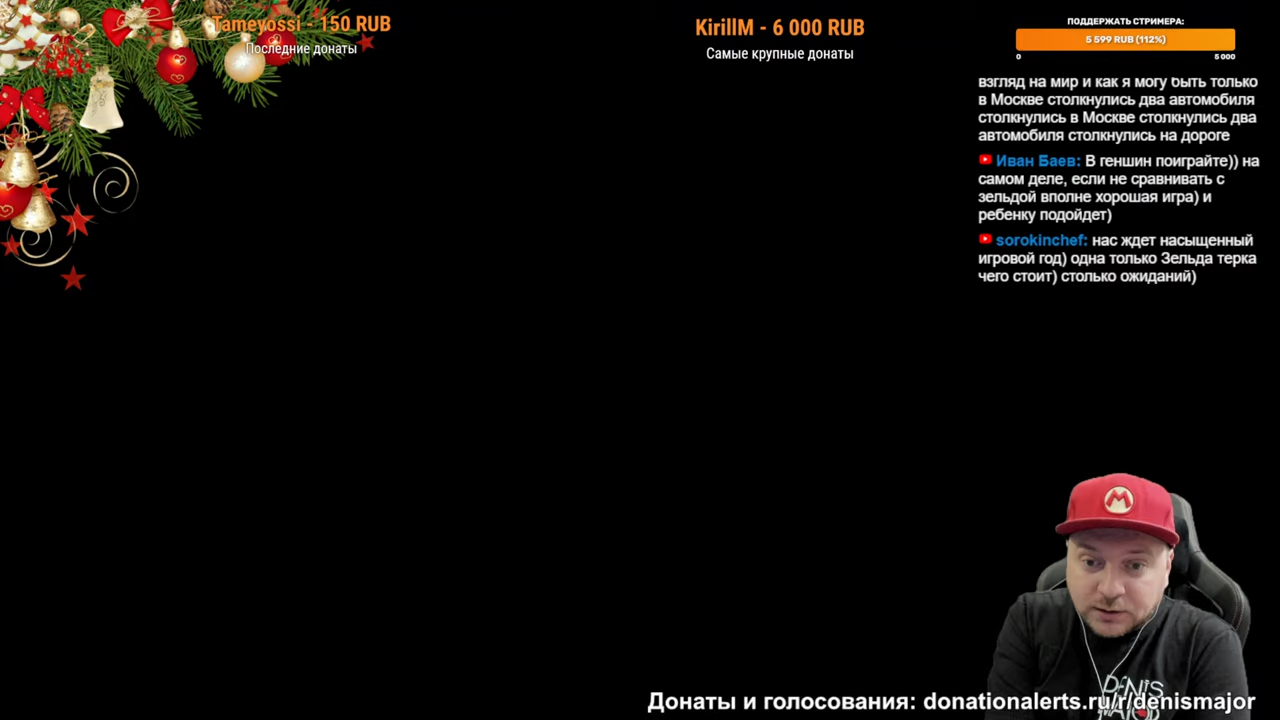 Tameyossi - 150 RUB
Последние донаты
KirillM - 6 000 RUB
Самые крупные донаты
ПОДДЕРЖАТЬ СТРИМЕРА:
5 599 RUB (112%)
0
5 000
взгляд на мир и как я могу быть только
в Москве столкнулись два автомобиля
столкнулись в Москве столкнулись два
автомобиля столкнулись на дороге
Иван Баев: В геншин поиграйте)) на
самом деле, если не сравнивать с
зельдой вполне хорошая игра) и
ребенку подойдет)
sorokinchef: нас ждет насыщенный
игровой год) одна только Зельда терка
чего стоит) столько ожиданий)
M
DENIS
MAJOR
Донаты и голосования: donationalerts.ru/r/denismajor